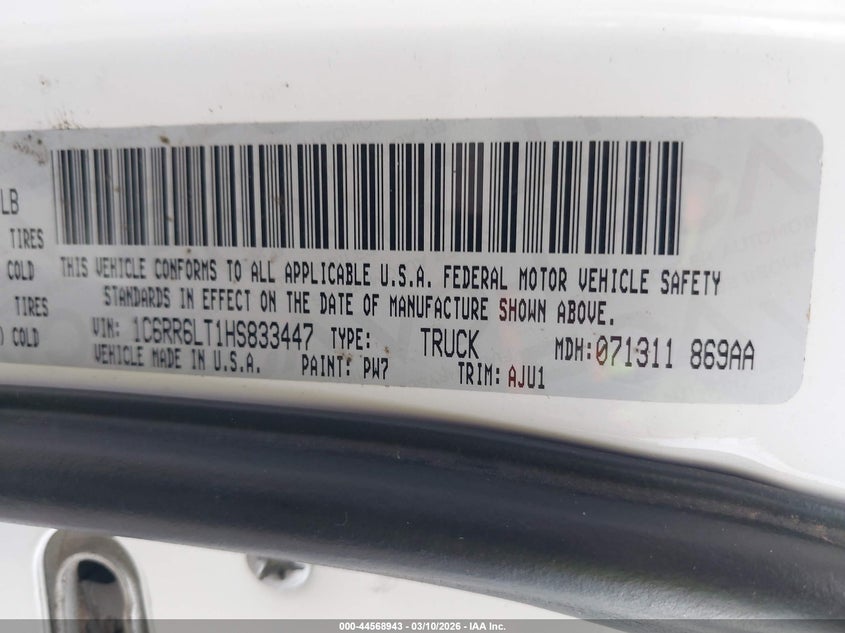 LB
TIRES
COLD
TIRES
) COLD
THIS VEHICLE CONFORMS TO ALL APPLICABLE U.S.A. FEDERAL MOTOR VEHICLE SAFETY
STANDARDS IN EFFECT ON THE DATE OF MANUFACTURE SHOWN ABOVE.
VIN: 1C6RR6LT1HS833447 TYPE: TRUCK MDH:071311 869AA
VEHICLE MADE IN U.S.A. PAINT: PW7 TRIM: AJU1
000-44568943 - 03/10/2026 - IAA Inc.